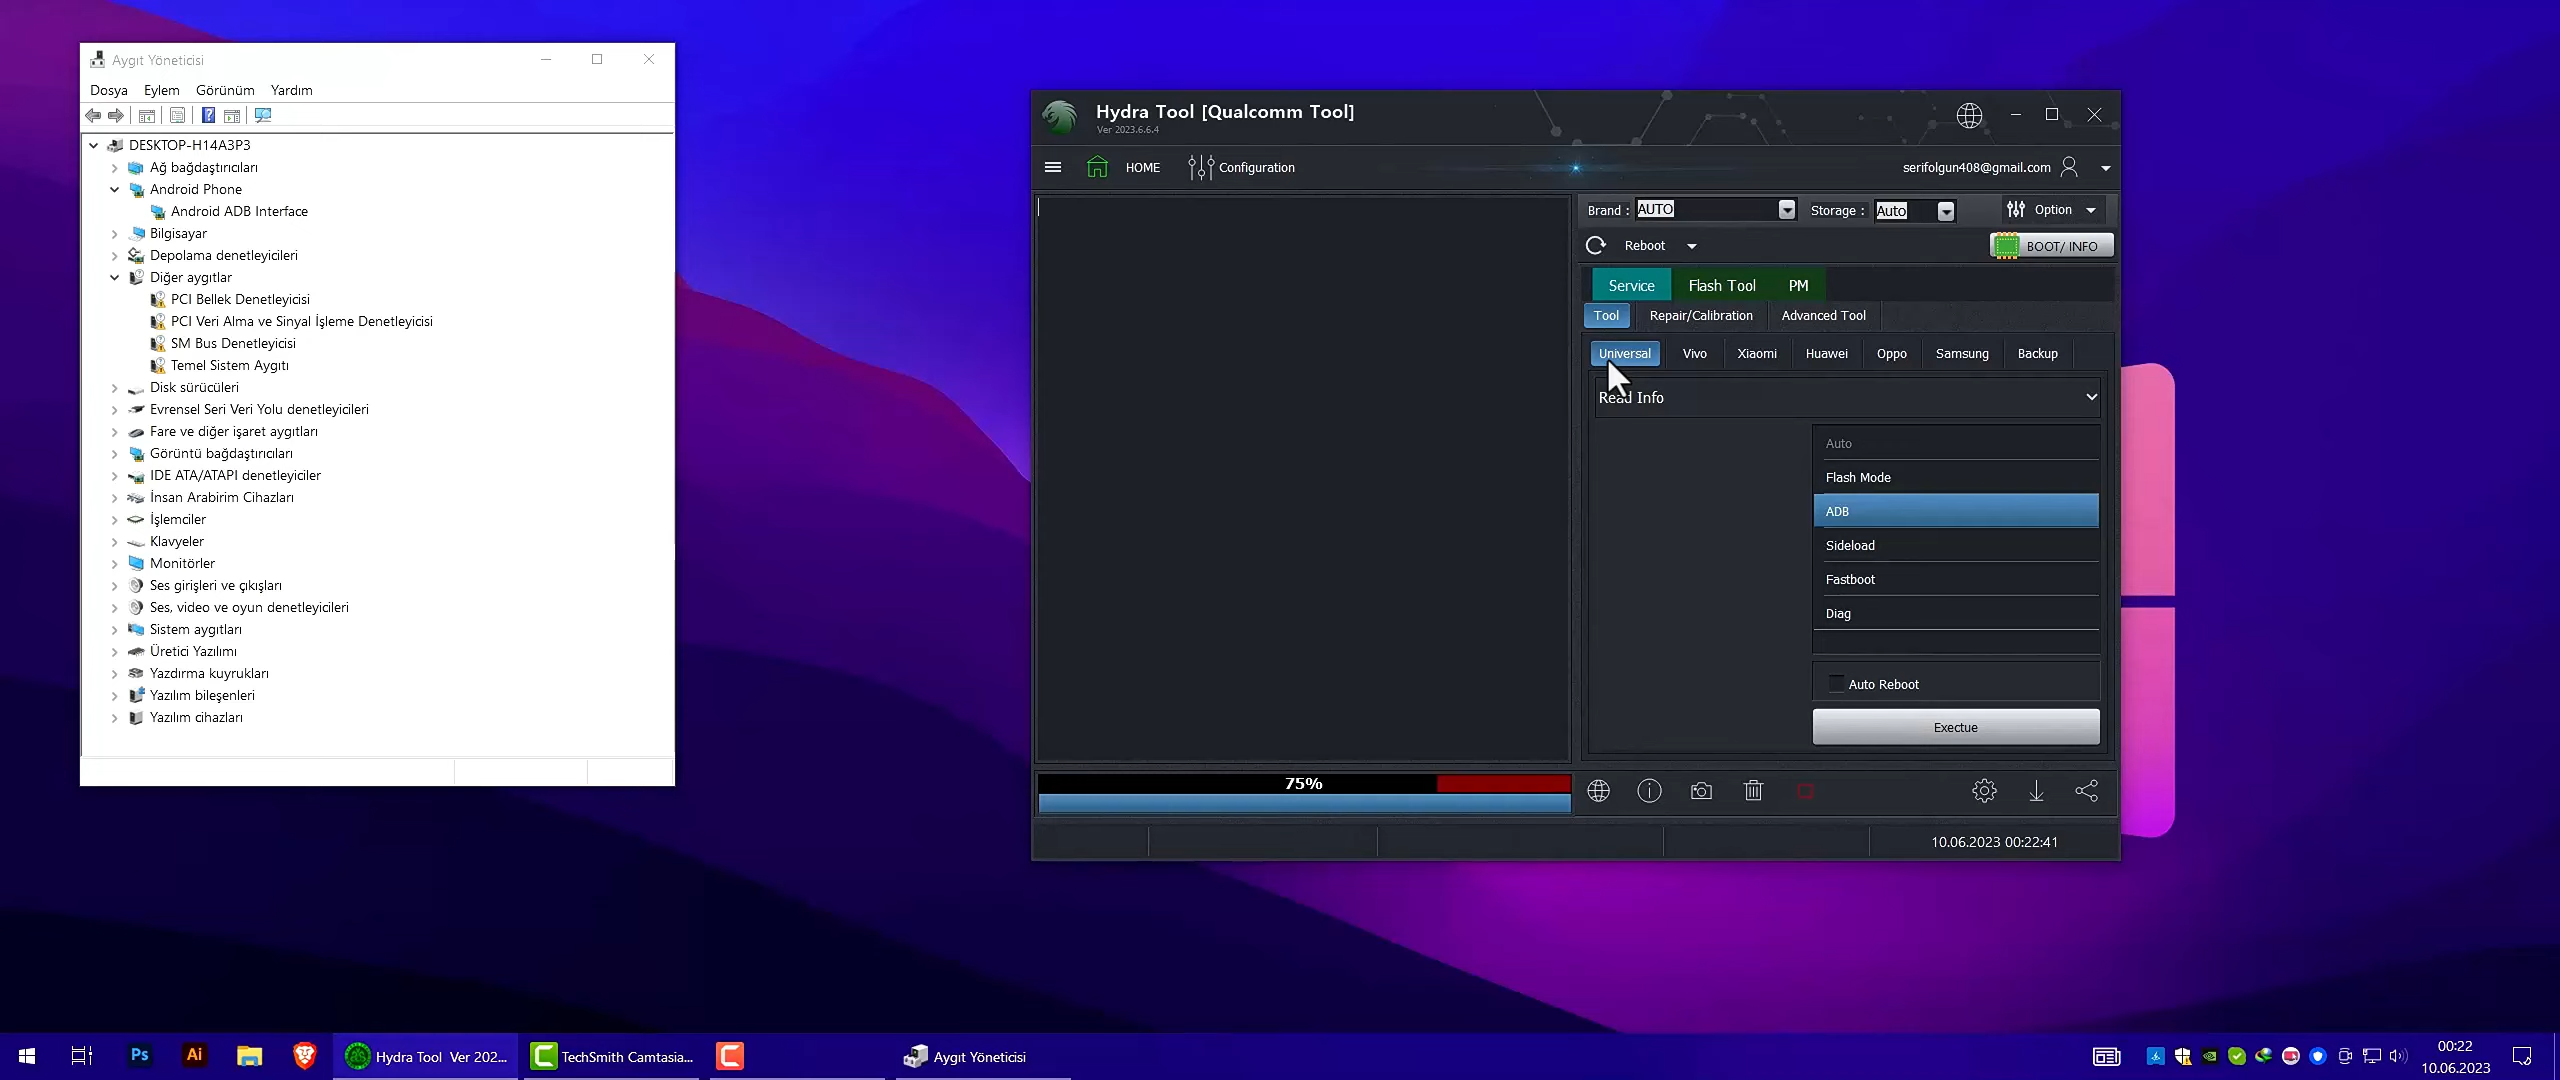 Aygıt Yöneticisi
Dosya Eylem Görünüm Yardım
DESKTOP-H14A3P3
Ağ bağdaştırıcıları
Android Phone
Android ADB Interface
Bilgisayar
Depolama denetleyicileri
Diğer aygıtlar
PCI Bellek Denetleyicisi
PCI Veri Alma ve Sinyal İşleme Denetleyicisi
SM Bus Denetleyicisi
Temel Sistem Aygıtı
Disk sürücüleri
Evrensel Seri Veri Yolu denetleyicileri
Fare ve diğer işaret aygıtları
Görüntü bağdaştırıcıları
IDE ATA/ATAPI denetleyiciler
İnsan Arabirim Cihazları
İşlemciler
Klavyeler
Monitörler
Ses girişleri ve çıkışları
Ses, video ve oyun denetleyicileri
Sistem aygıtları
Üretici Yazılımı
Yazdırma kuyrukları
Yazılım bileşenleri
Yazılım cihazları
Hydra Tool [Qualcomm Tool]
Ver 2023.6.6.4
HOME Configuration serifolgun408@gmail.com
Brand : AUTO Storage : Auto Option
Reboot BOOT/ INFO
Service Flash Tool PM
Tool Repair/Calibration Advanced Tool
Universal Vivo Xiaomi Huawei Oppo Samsung Backup
Read Info
Auto
Flash Mode
ADB
Sideload
Fastboot
Diag
Auto Reboot
Exectue
75%
10.06.2023 00:22:41
Ps Ai Hydra Tool Ver 202... TechSmith Camtasia... Aygıt Yöneticisi
00:22
10.06.2023